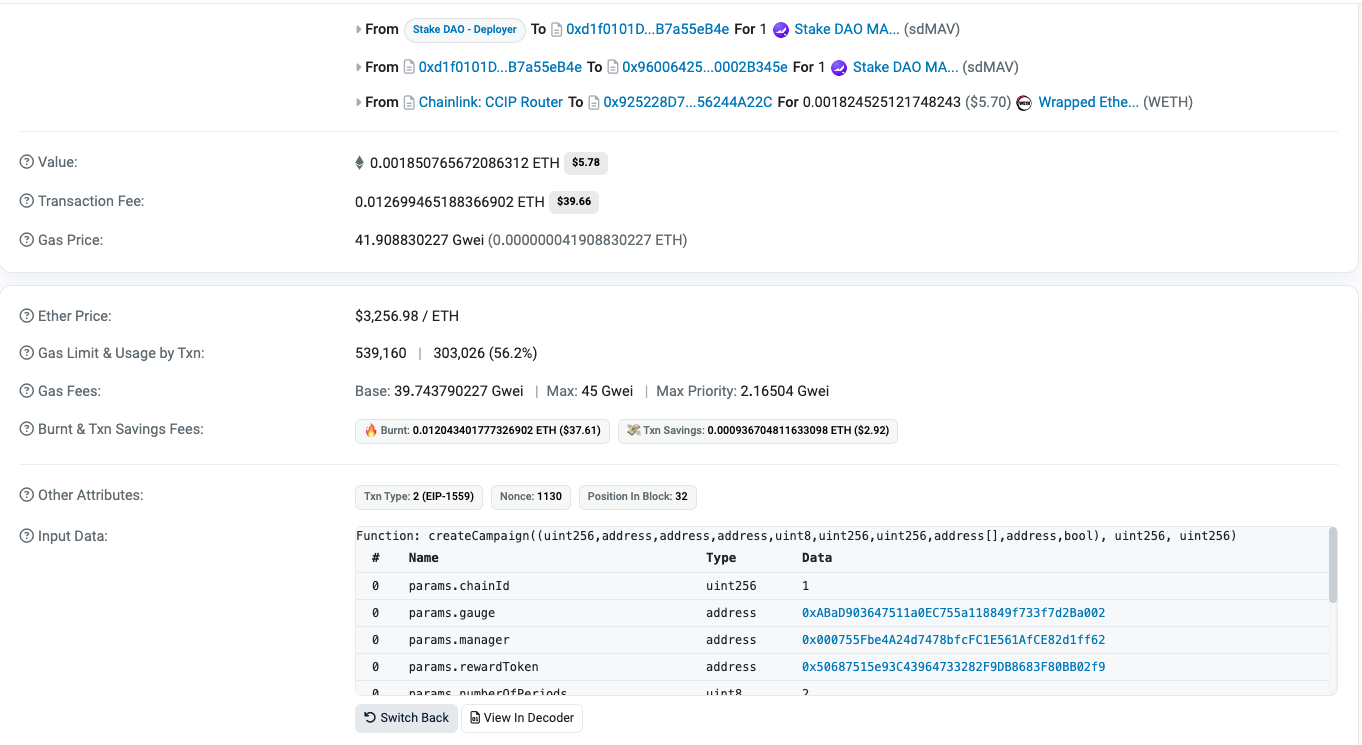 From Stake DAO - Deployer To 0xd1f0101D...B7a55eB4e For 1 Stake DAO MA... (sdMAV)
From 0xd1f0101D...B7a55eB4e To 0x96006425...0002B345e For 1 Stake DAO MA... (sdMAV)
From Chainlink: CCIP Router To 0x925228D7...56244A22C For 0.001824525121748243 ($5.70) Wrapped Ethe... (WETH)
Value: 0.001850765672086312 ETH $5.78
Transaction Fee: 0.012699465188366902 ETH $39.66
Gas Price: 41.908830227 Gwei (0.000000041908830227 ETH)
Ether Price: $3,256.98 / ETH
Gas Limit & Usage by Txn: 539,160 | 303,026 (56.2%)
Gas Fees: Base: 39.743790227 Gwei | Max: 45 Gwei | Max Priority: 2.16504 Gwei
Burnt & Txn Savings Fees: 🔥 Burnt: 0.012043401777326902 ETH ($37.61) 💸 Txn Savings: 0.000936704811633098 ETH ($2.92)
Other Attributes: Txn Type: 2 (EIP-1559) Nonce: 1130 Position In Block: 32
Input Data: Function: createCampaign((uint256,address,address,address,uint8,uint256,uint256,address[],address,bool), uint256, uint256)
# Name Type Data
0 params.chainId uint256 1
0 params.gauge address 0xABaD903647511a0EC755a118849f733f7d2Ba002
0 params.manager address 0x000755Fbe4A24d7478bfcFC1E561AfCE82d1ff62
0 params.rewardToken address 0x50687515e93C43964733282F9DB8683F80BB02f9
0 params.numberOfPeriods uint8 2
Switch Back View In Decoder